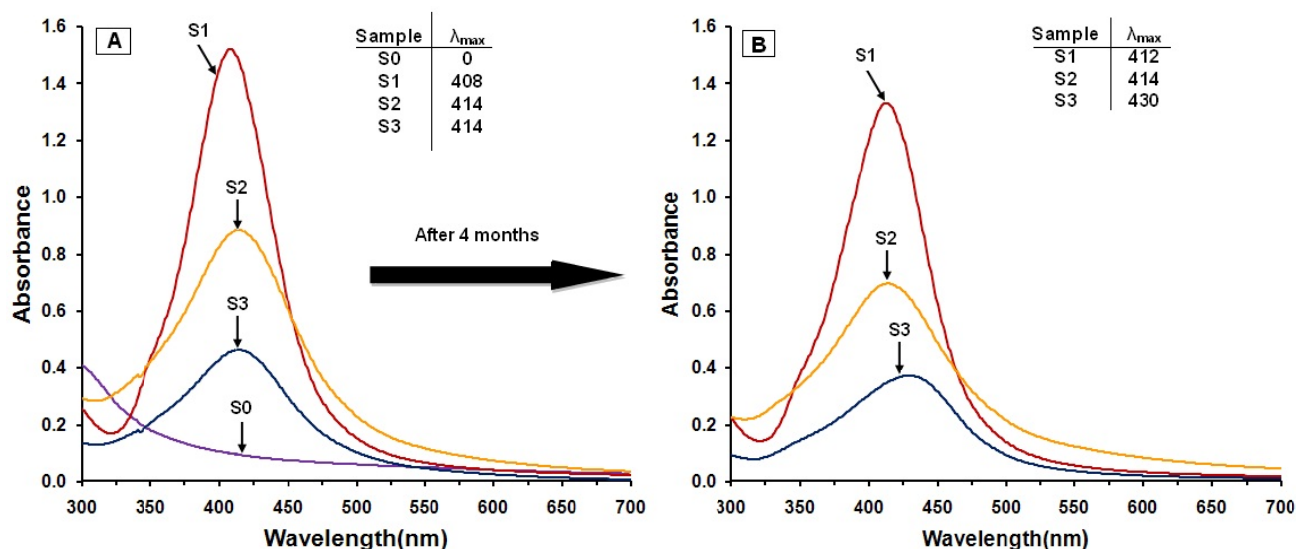 A
Sample λmax
S0 0
S1 408
S2 414
S3 414
S1
S2
S3
S0
1.6
1.4
1.2
1.0
0.8
0.6
0.4
0.2
0.0
Absorbance
300 350 400 450 500 550 600 650 700
Wavelength(nm)
After 4 months
B
Sample λmax
S1 412
S2 414
S3 430
S1
S2
S3
1.6
1.4
1.2
1.0
0.8
0.6
0.4
0.2
0.0
Absorbance
300 350 400 450 500 550 600 650 700
Wavelength(nm)